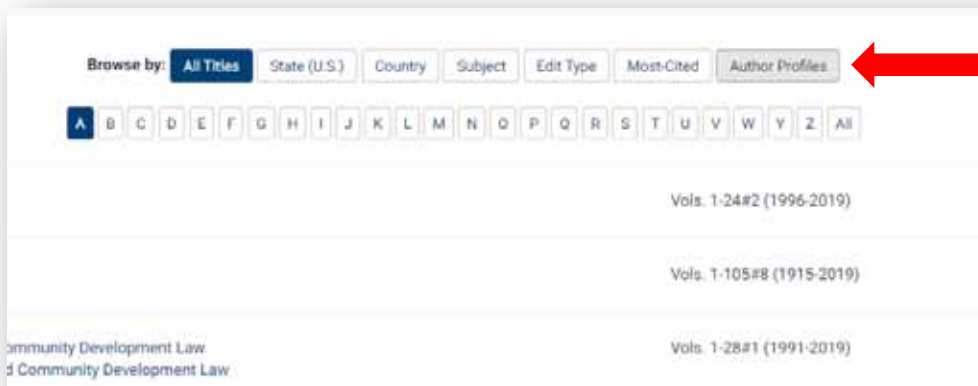 Browse by: All Titles State (U.S.) Country Subject Edit Type Most-Cited Author Profiles
A B C D E F G H I J K L M N O P Q R S T U V W Y Z All
Vols. 1-24#2 (1996-2019)
Vols. 1-105#8 (1915-2019)
ommunity Development Law
Vols. 1-28#1 (1991-2019)
d Community Development Law